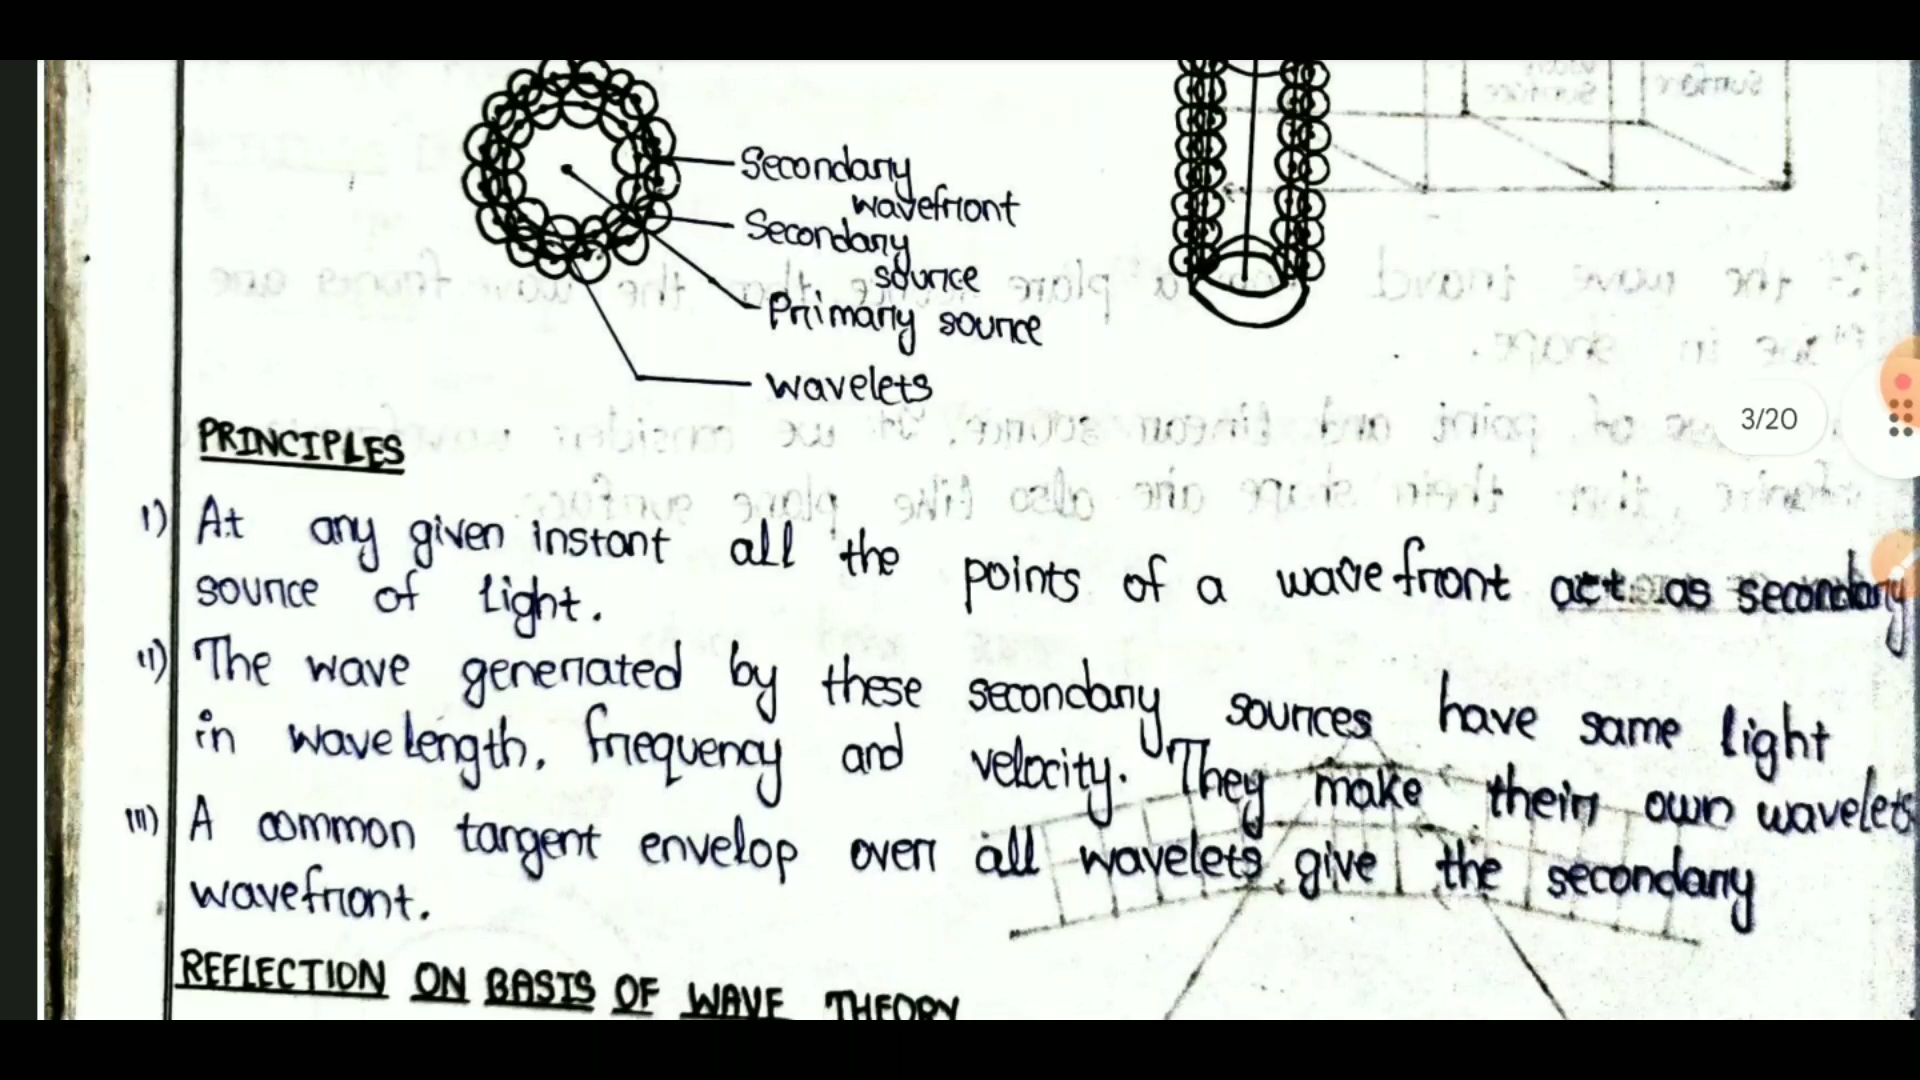 Secondary
wavefront
Secondary
source
Primary source
wavelets
3/20
PRINCIPLES
i) At any given instant all the points of a wavefront act as secondary
source of light.
ii) The wave generated by these secondary sources have same light
in wavelength, frequency and velocity. They make their own wavelets
iii) A common tangent envelop over all wavelets give the secondary
wavefront.
REFLECTION ON BASIS OF WAVE THEORY